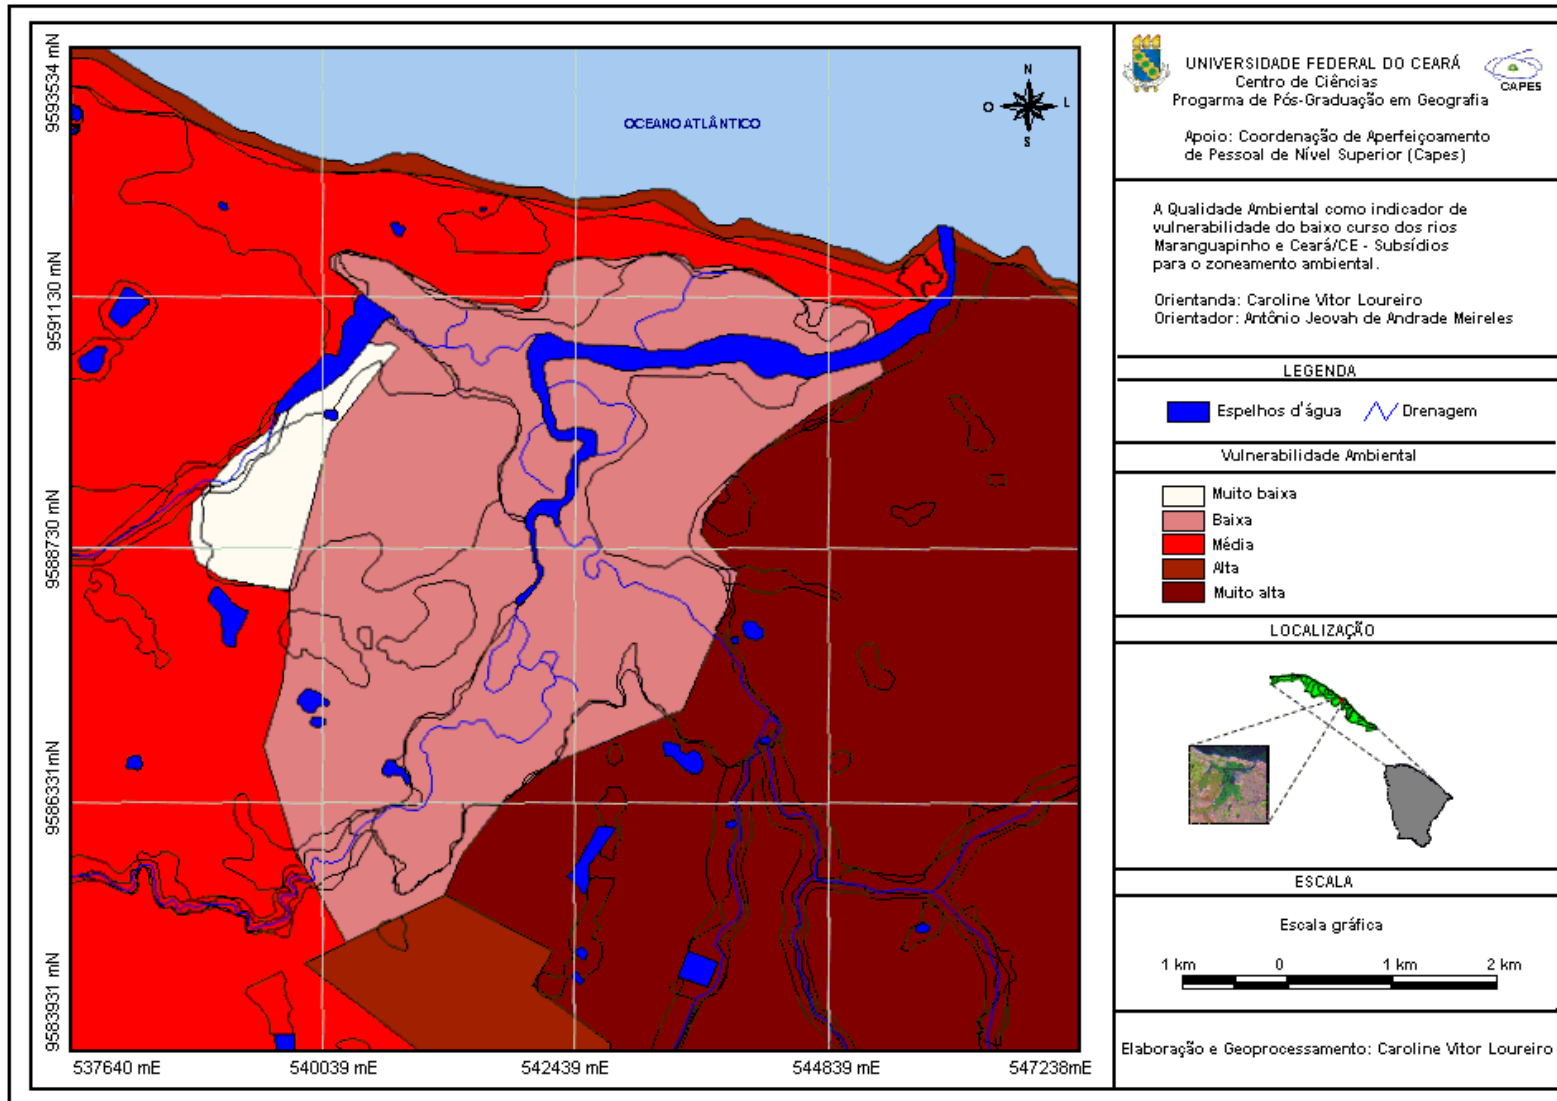 9593534 mN
9591130 mN
9588730 mN
9586331 mN
9583931 mN
537640 mE
540039 mE
542439 mE
544839 mE
547238mE
OCEANO ATLÂNTICO
N
O
L
S
UNIVERSIDADE FEDERAL DO CEARÁ
Centro de Ciências
Progarma de Pós-Graduação em Geografia
CAPES
Apoio: Coordenação de Aperfeiçoamento
de Pessoal de Nível Superior (Capes)
A Qualidade Ambiental como indicador de
vulnerabilidade do baixo curso dos rios
Maranguapinho e Ceará/CE - Subsídios
para o zoneamento ambiental.
Orientanda: Caroline Vitor Loureiro
Orientador: Antônio Jeovah de Andrade Meireles
LEGENDA
Espelhos d'água
Drenagem
Vulnerabilidade Ambiental
Muito baixa
Baixa
Média
Alta
Muito alta
LOCALIZAÇÃO
ESCALA
Escala gráfica
1 km 0 1 km 2 km
Elaboração e Geoprocessamento: Caroline Vitor Loureiro